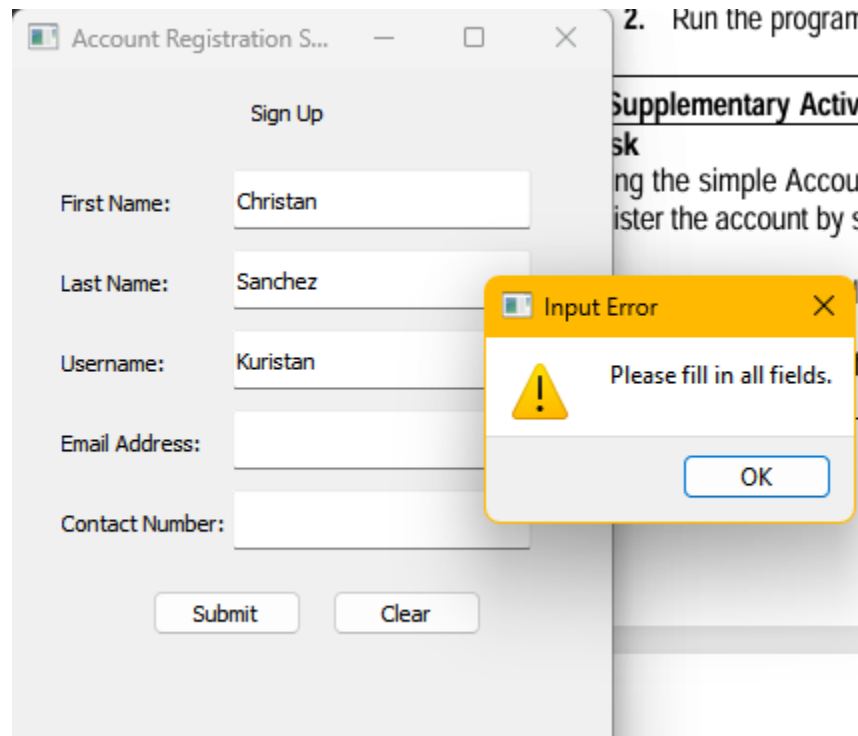 Account Registration S...
Sign Up
First Name: Christan
Last Name: Sanchez
Username: Kuristan
Email Address:
Contact Number:
Submit Clear
Input Error
Please fill in all fields.
OK
2. Run the program
Supplementary Activ
sk
ng the simple Accou
ister the account by s